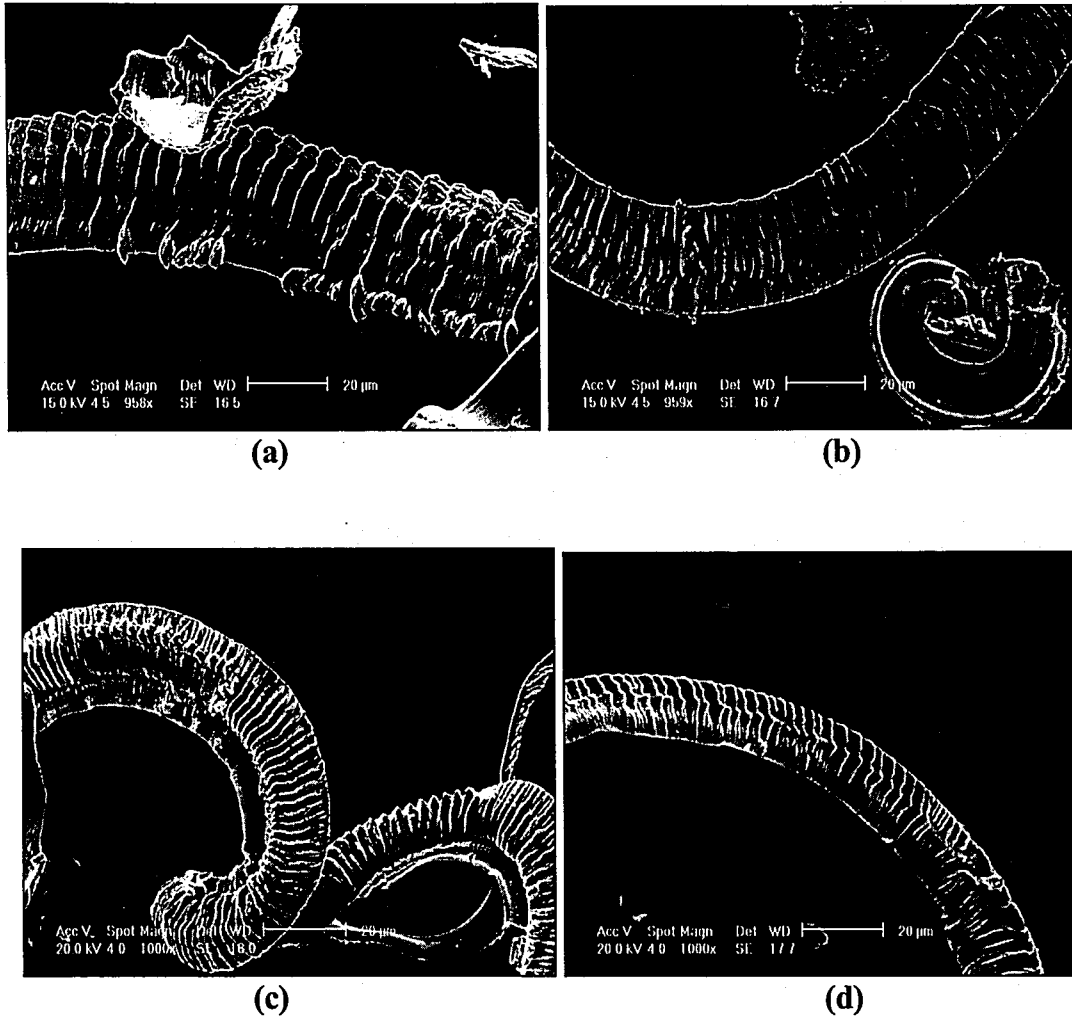 Acc V Spot Magn Det WD 20 µm
15.0 kV 4.5 958x SE 16.5
(a)
Acc V Spot Magn Det WD 20 µm
15.0 kV 4.5 959x SE 16.7
(b)
Acc V Spot Magn Det WD 20 µm
20.0 kV 4.0 1000x SE 18.0
(c)
Acc V Spot Magn Det WD 20 µm
20.0 kV 4.0 1000x SE 17.7
(d)